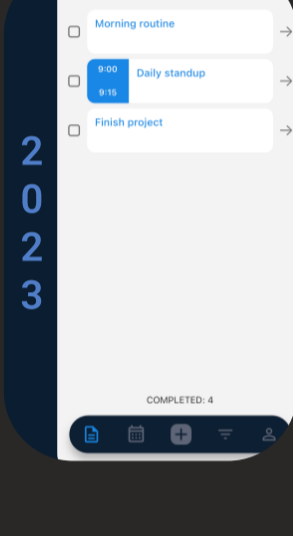 Morning routine
9:00
Daily standup
9:15
Finish project
2
0
2
3
COMPLETED: 4